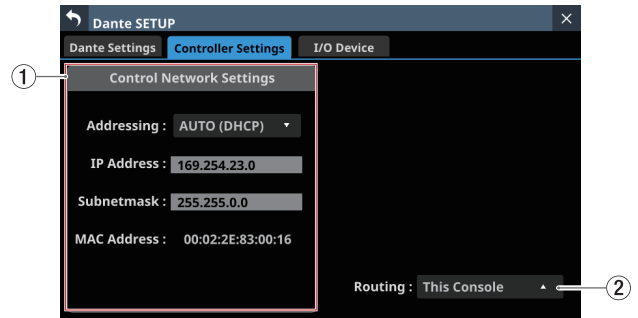 Dante SETUP
Dante Settings Controller Settings I/O Device
1
Control Network Settings
Addressing : AUTO (DHCP)
IP Address : 169.254.23.0
Subnetmask : 255.255.0.0
MAC Address : 00:02:2E:83:00:16
Routing : This Console
2